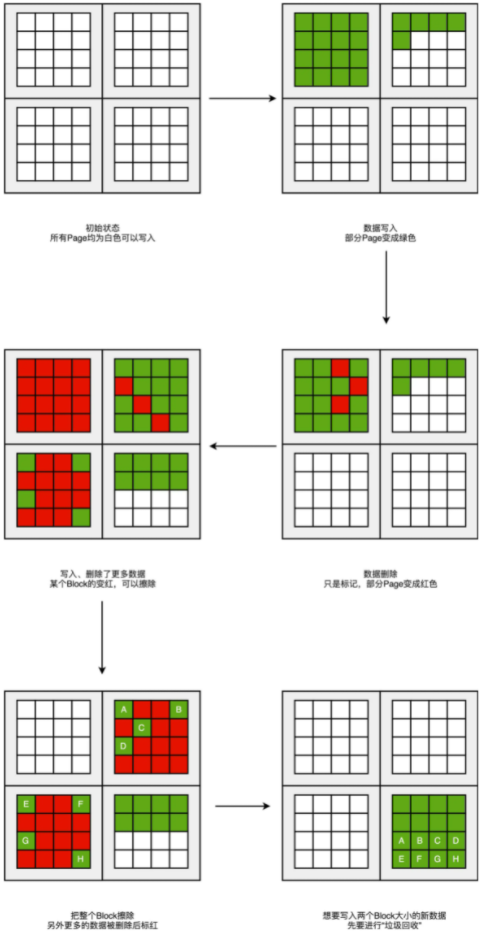 初始状态
所有Page均为白色可以写入
数据写入
部分Page变成绿色
数据删除
只是标记，部分Page变成红色
写入、删除了更多数据
某个Block的变红，可以擦除
A B
C
D
E F
G
H
把整个Block擦除
另外更多的数据被删除后标红
A B C D
E F G H
想要写入两个Block大小的新数据
先要进行“垃圾回收”